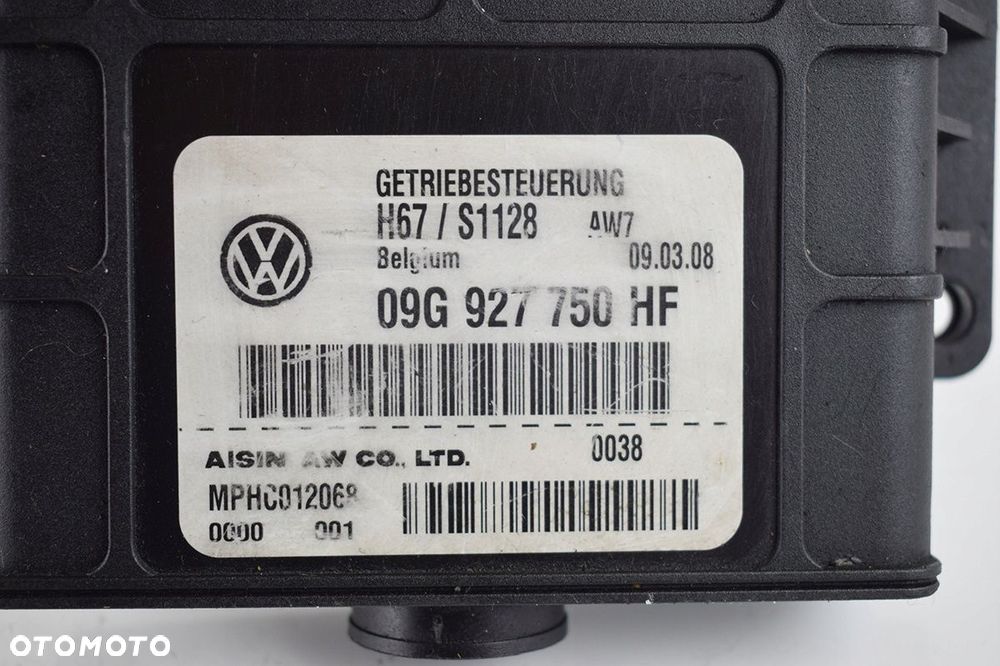 GETRIEBESTEUERUNG
H67 / S1128 AW7
Belgium 09.03.08
09G 927 750 HF
AISIN AW CO., LTD. 0038
MPHC012068
0000 001
OTOMOTO